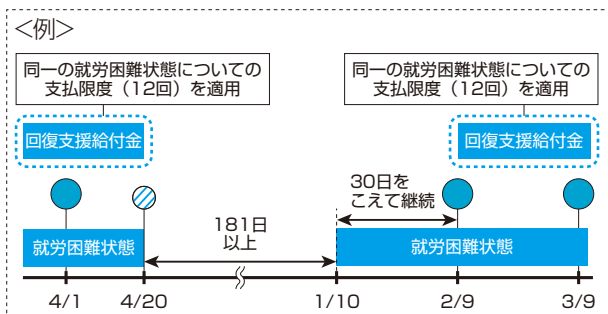 ＜例＞
同一の就労困難状態についての
支払限度（12回）を適用
同一の就労困難状態についての
支払限度（12回）を適用
回復支援給付金
回復支援給付金
30日を
こえて継続
181日
以上
就労困難状態
就労困難状態
4/1
4/20
1/10
2/9
3/9